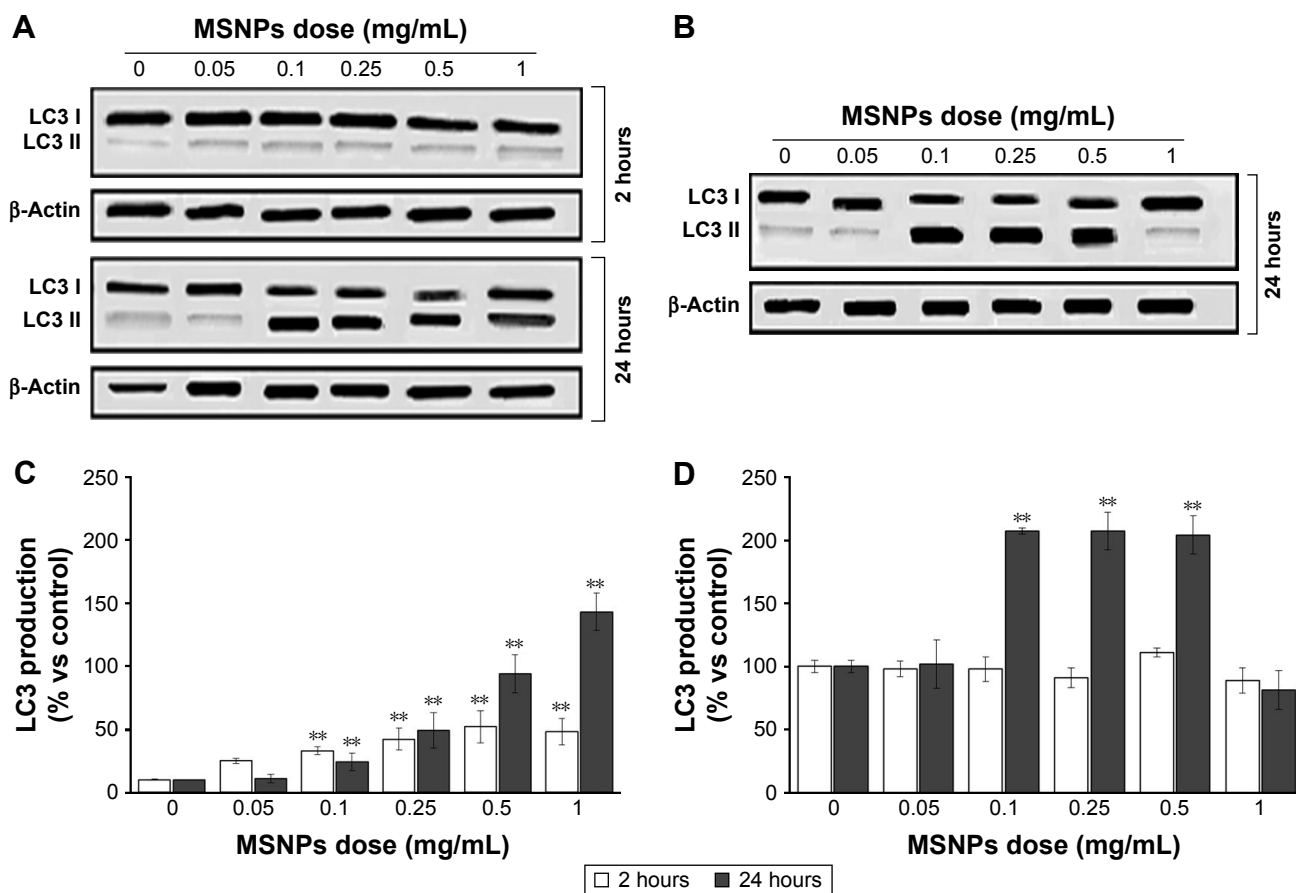 A
MSNPs dose (mg/mL)
0 0.05 0.1 0.25 0.5 1
LC3 I
LC3 II
β-Actin
2 hours
LC3 I
LC3 II
β-Actin
24 hours
B
MSNPs dose (mg/mL)
0 0.05 0.1 0.25 0.5 1
LC3 I
LC3 II
β-Actin
24 hours
C
LC3 production
(% vs control)
250
200
150
100
50
0
** ** ** ** ** ** ** **
0 0.05 0.1 0.25 0.5 1
MSNPs dose (mg/mL)
D
LC3 production
(% vs control)
250
200
150
100
50
0
** ** **
0 0.05 0.1 0.25 0.5 1
MSNPs dose (mg/mL)
2 hours 24 hours